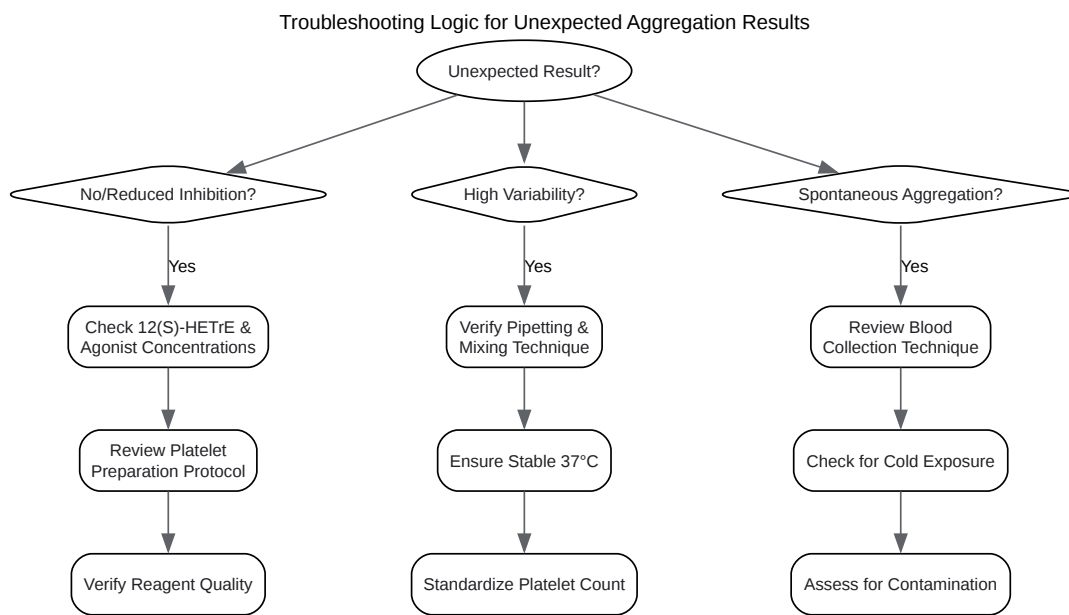 Troubleshooting Logic for Unexpected Aggregation Results
Unexpected Result?
No/Reduced Inhibition?
High Variability?
Spontaneous Aggregation?
Yes
Yes
Yes
Check 12(S)-HETrE &
Agonist Concentrations
Verify Pipetting &
Mixing Technique
Review Blood
Collection Technique
Review Platelet
Preparation Protocol
Ensure Stable 37°C
Check for Cold Exposure
Verify Reagent Quality
Standardize Platelet Count
Assess for Contamination